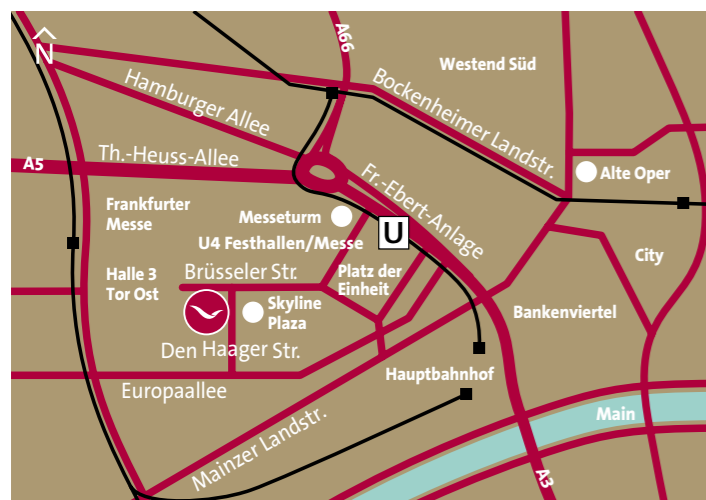 N
A66
Westend Süd
Hamburger Allee
Bockenheimer Landstr.
Th.-Heuss-Allee
A5
Alte Oper
Fr.-Ebert-Anlage
Frankfurter
Messe
Messeturm
U
U4 Festhallen/Messe
City
Halle 3
Tor Ost
Brüsseler Str.
Platz der
Einheit
Skyline
Plaza
Bankenviertel
Den Haager Str.
Hauptbahnhof
Europaallee
Main
Mainzer Landstr.
A3